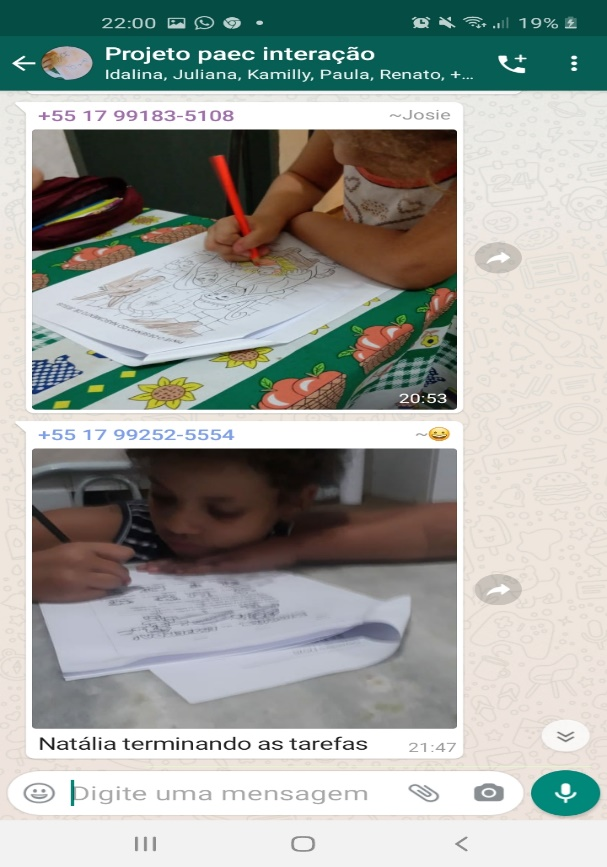 22:00
19%
Projeto paec interação
Idalina, Juliana, Kamilly, Paula, Renato, +...
+55 17 99183-5108 ~Josie
20:53
+55 17 99252-5554 ~😄
Natália terminando as tarefas 21:47
Digite uma mensagem